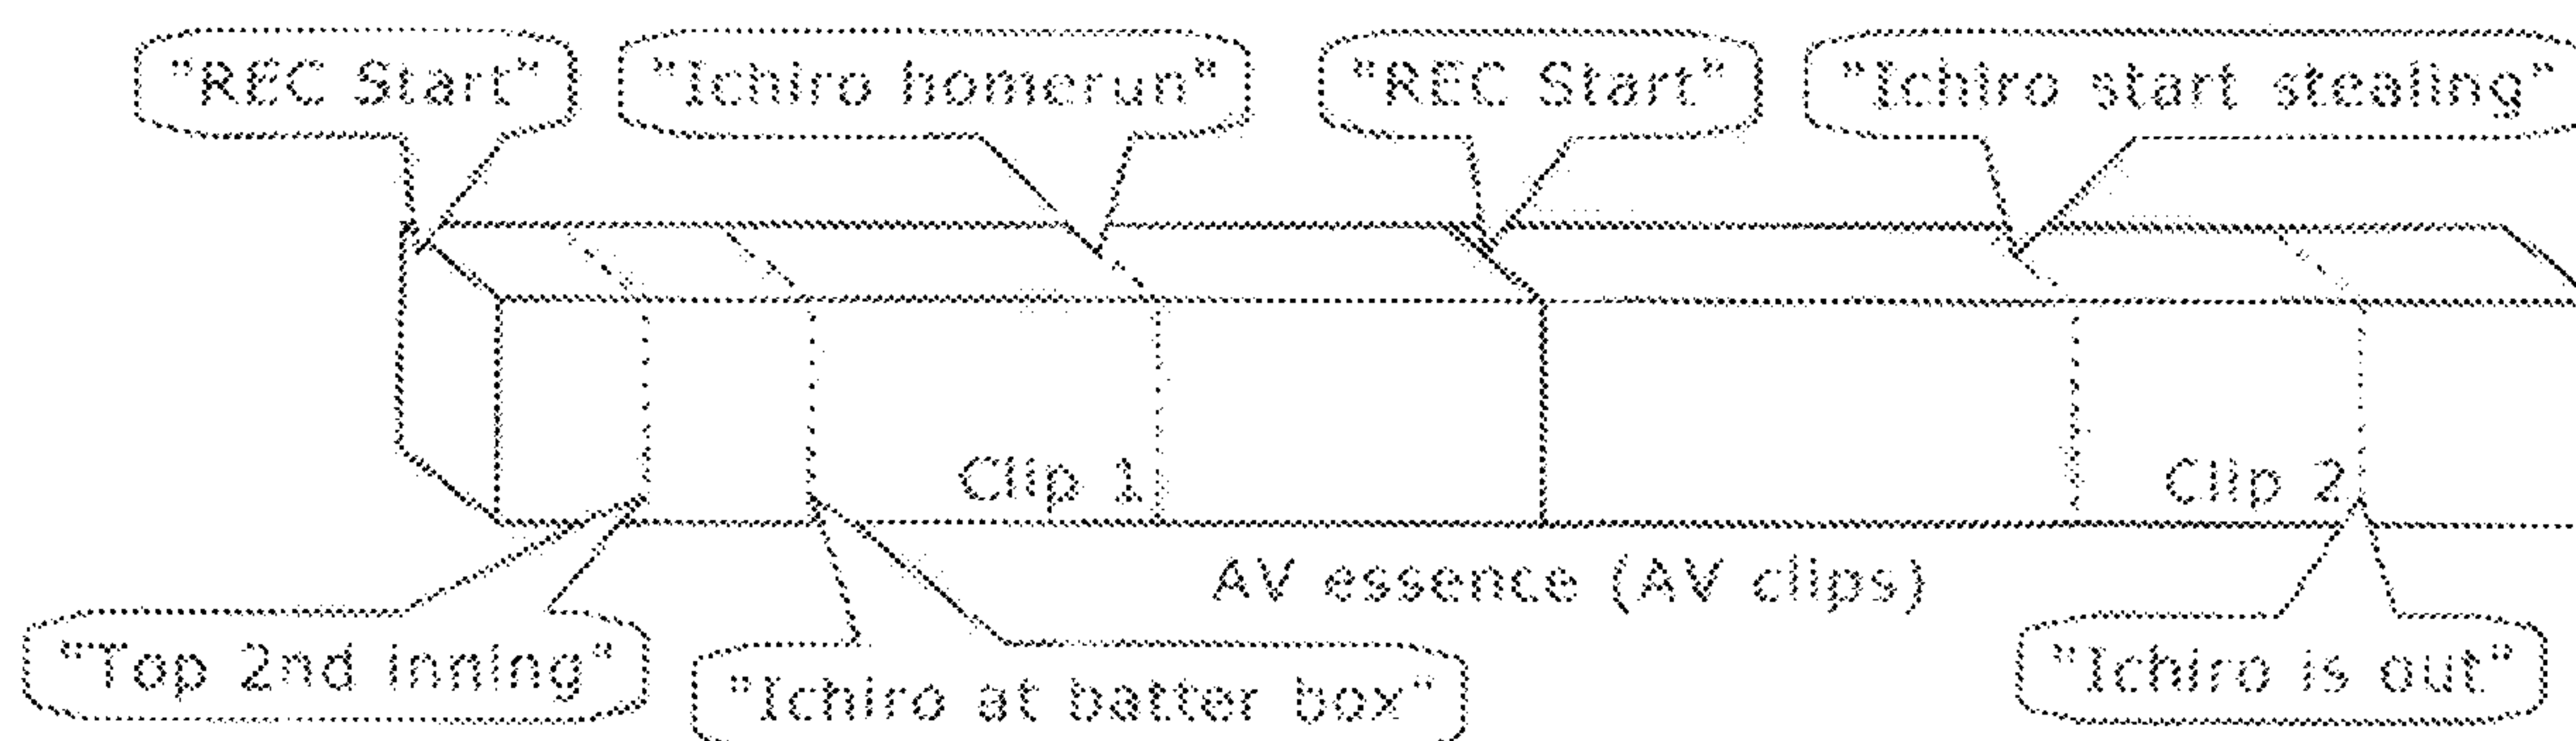 "REC Start" "Ichiro homerun" "REC Start" "Ichiro start stealing"
Clip 1 Clip 2
AV essence (AV clips)
"Top 2nd inning" "Ichiro at batter box" "Ichiro is out"